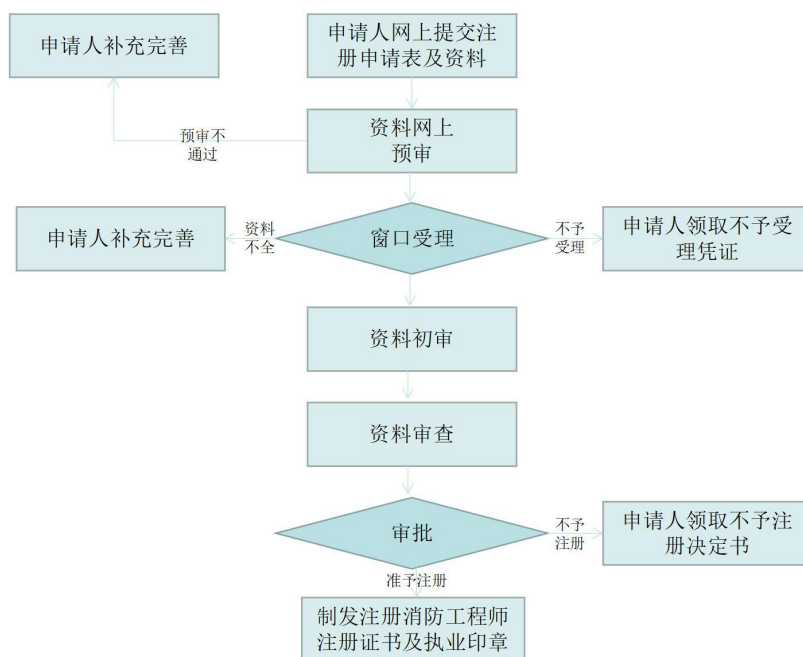 申请人补充完善
申请人网上提交注
册申请表及资料
预审不
通过
资料网上
预审
申请人补充完善
资料
不全
窗口受理
不予
受理
申请人领取不予受
理凭证
资料初审
资料审查
审批
不予
注册
申请人领取不予注
册决定书
准予注册
制发注册消防工程师
注册证书及执业印章